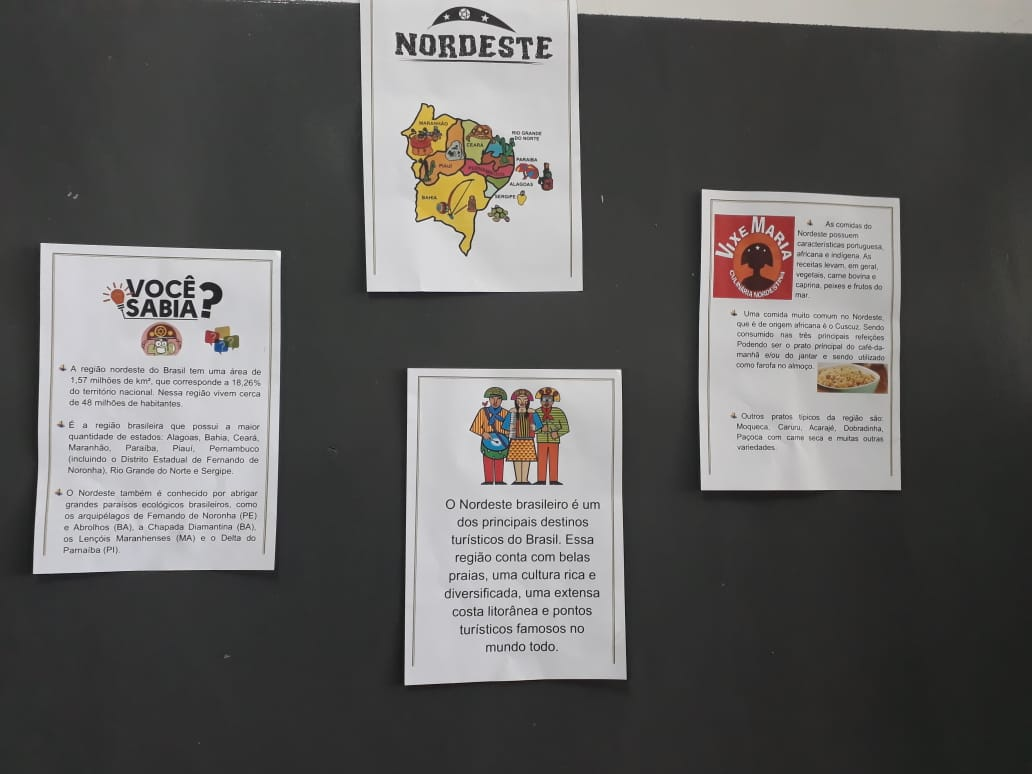 NORDESTE
MARANHÃO
CEARÁ
RIO GRANDE
DO NORTE
PIAUÍ
PARAIBA
ALAGOAS
BAHIA
SERGIPE
VOCÊ
SABIA?
A região nordeste do Brasil tem uma área de
1,57 milhões de km², que corresponde a 18,26%
do território nacional. Nessa região vivem cerca
de 48 milhões de habitantes.
É a região brasileira que possui a maior
quantidade de estados: Alagoas, Bahia, Ceará,
Maranhão, Paraíba, Piauí, Pernambuco
(incluindo o Distrito Estadual de Fernando de
Noronha), Rio Grande do Norte e Sergipe.
O Nordeste também é conhecido por abrigar
grandes paraísos ecológicos brasileiros, como
os arquipélagos de Fernando de Noronha (PE)
e Abrolhos (BA), a Chapada Diamantina (BA),
os Lençóis Maranhenses (MA) e o Delta do
Parnaíba (PI).
O Nordeste brasileiro é um
dos principais destinos
turísticos do Brasil. Essa
região conta com belas
praias, uma cultura rica e
diversificada, uma extensa
costa litorânea e pontos
turísticos famosos no
mundo todo.
VIXE MARIA
CULINÁRIA NORDESTINA
As comidas do
Nordeste possuem
características portuguesa,
africana e indígena. As
receitas levam, em geral,
vegetais, carne bovina e
caprina, peixes e frutos do
mar.
Uma comida muito comum no Nordeste,
que é de origem africana é o Cuscuz. Sendo
consumido nas três principais refeições
Podendo ser o prato principal do café-da-
manhã e/ou do jantar e sendo utilizado
como farofa no almoço.
Outros pratos típicos da região são:
Moqueca, Caruru, Acarajé, Dobradinha,
Paçoca com carne seca e muitas outras
variedades.